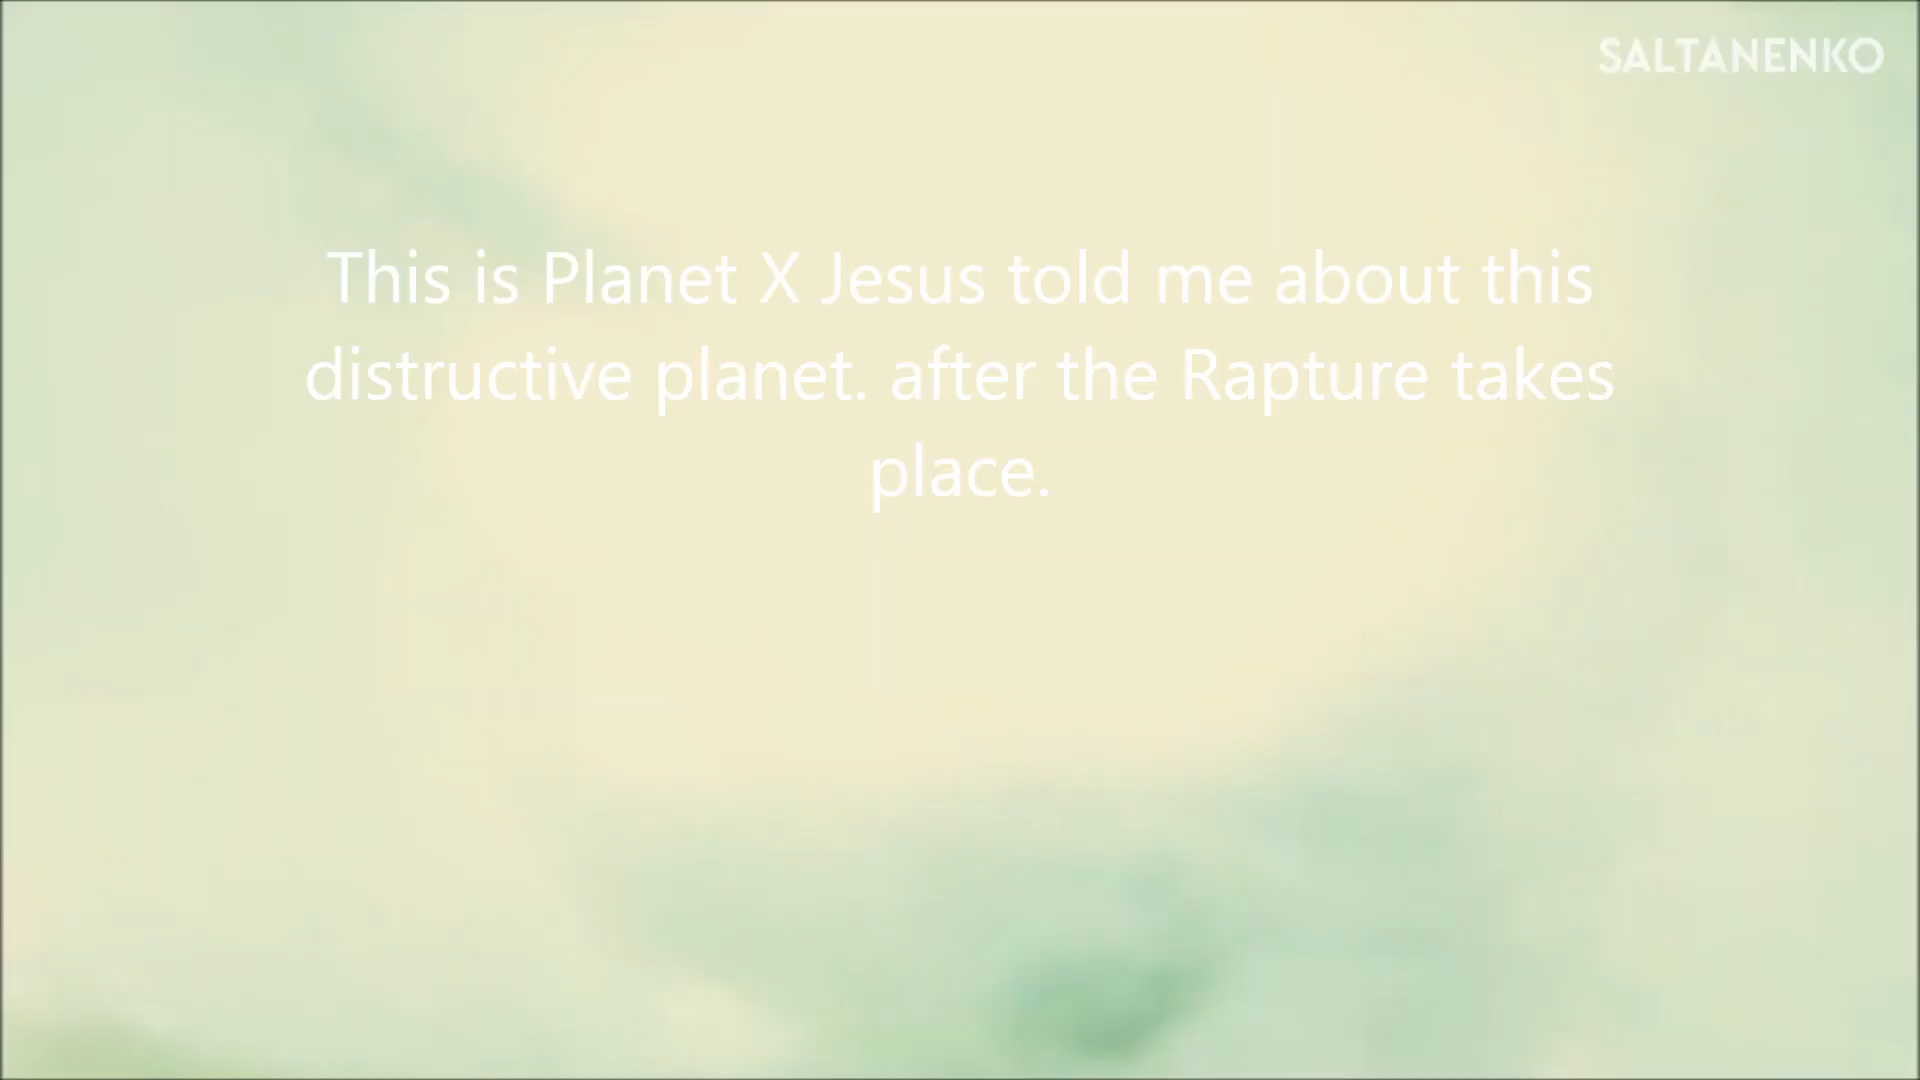 SALTANENKO
This is Planet X Jesus told me about this
distructive planet. after the Rapture takes
place.